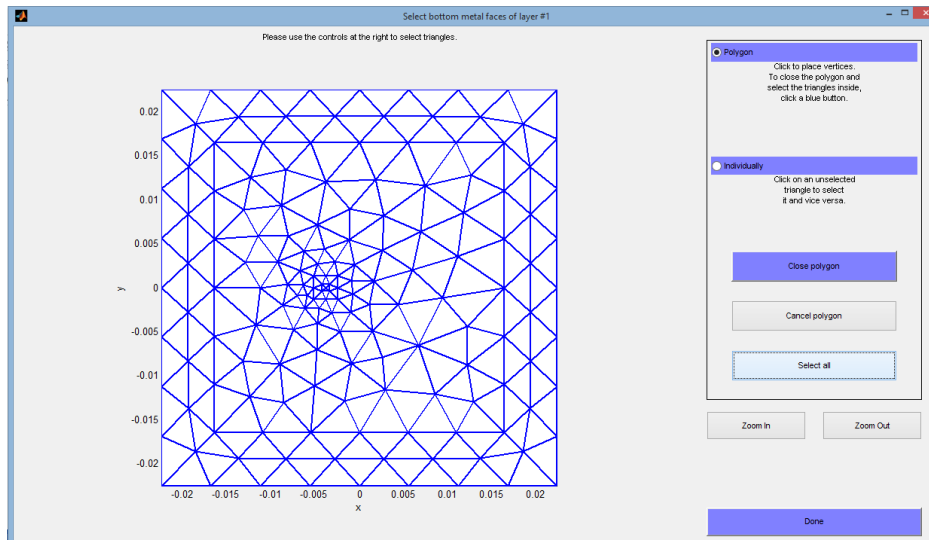 Select bottom metal faces of layer #1
Please use the controls at the right to select triangles.
Polygon
Click to place vertices.
To close the polygon and
select the triangles inside,
click a blue button.
Individually
Click on an unselected
triangle to select
it and vice versa.
Close polygon
Cancel polygon
Select all
Zoom In
Zoom Out
Done
0.02
0.015
0.01
0.005
0
-0.005
-0.01
-0.015
-0.02
y
-0.02 -0.015 -0.01 -0.005 0 0.005 0.01 0.015 0.02
x